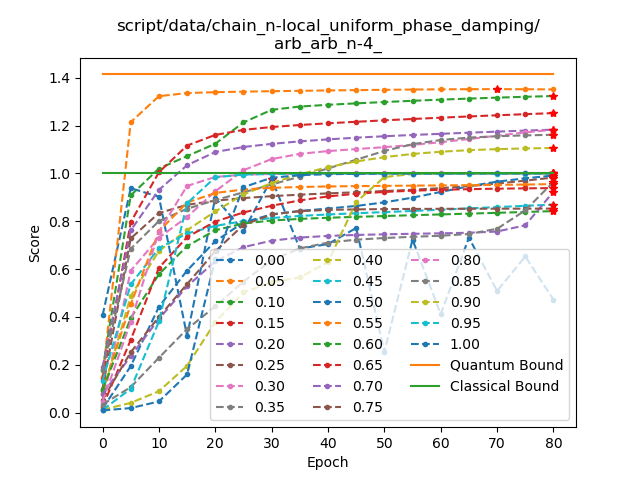 script/data/chain_n-local_uniform_phase_damping/
arb_arb_n-4_
Score
1.4
1.2
1.0
0.8
0.6
0.4
0.2
0.0
0.00 0.40 0.80
0.05 0.45 0.85
0.10 0.50 0.90
0.15 0.55 0.95
0.20 0.60 1.00
0.25 0.65 Quantum Bound
0.30 0.70 Classical Bound
0.35 0.75
0 10 20 30 40 50 60 70 80
Epoch